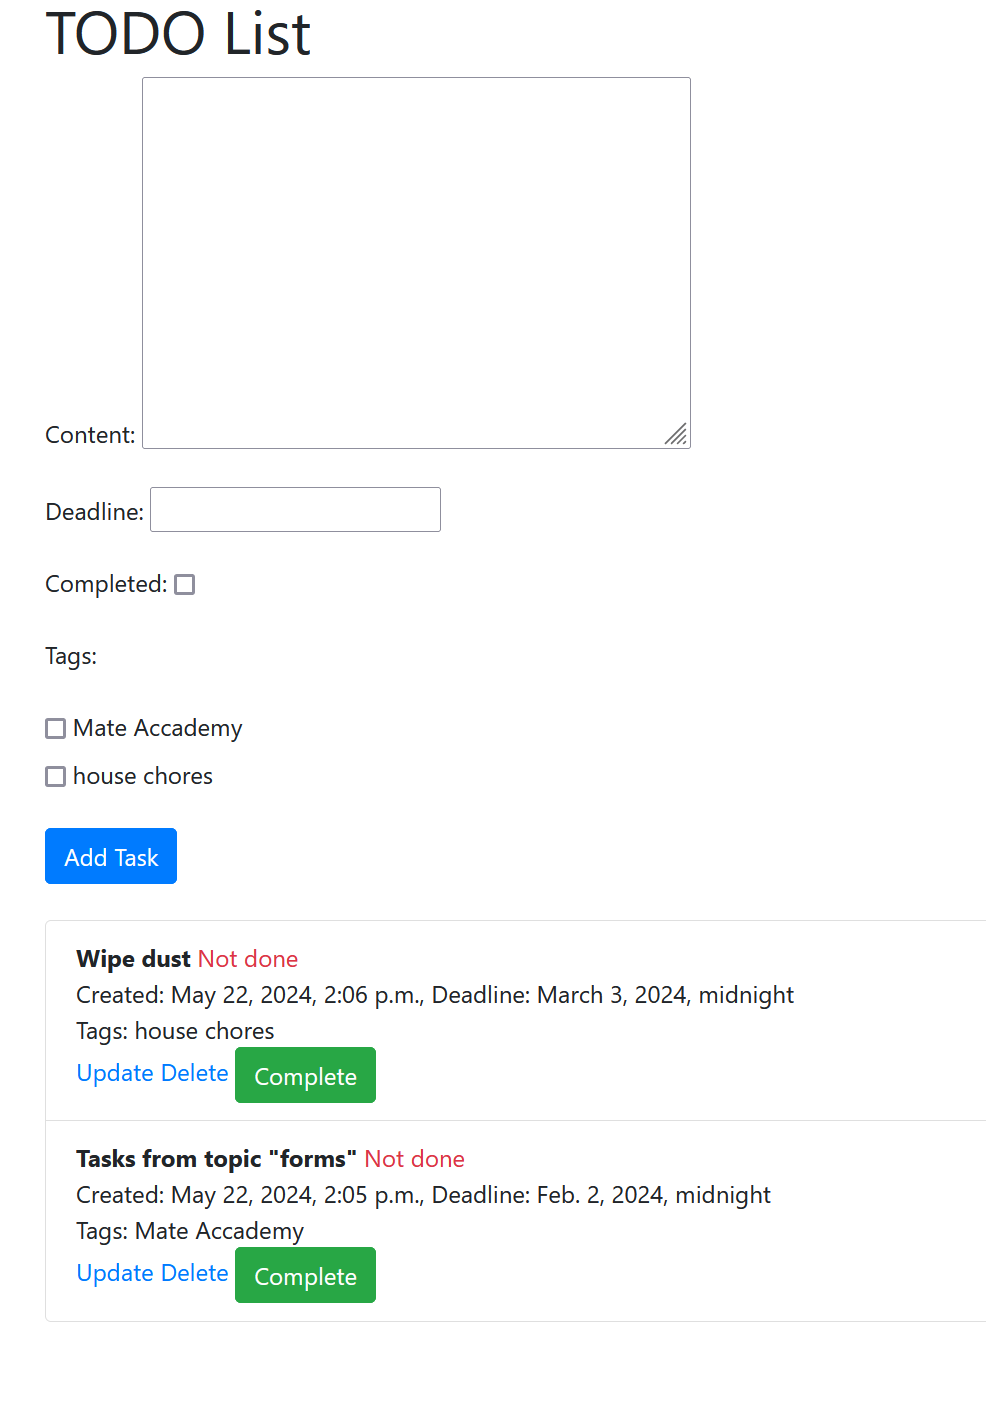 TODO List
Content:
Deadline:
Completed:
Tags:
Mate Accademy
house chores
Add Task
Wipe dust Not done
Created: May 22, 2024, 2:06 p.m., Deadline: March 3, 2024, midnight
Tags: house chores
Update Delete Complete
Tasks from topic "forms" Not done
Created: May 22, 2024, 2:05 p.m., Deadline: Feb. 2, 2024, midnight
Tags: Mate Accademy
Update Delete Complete